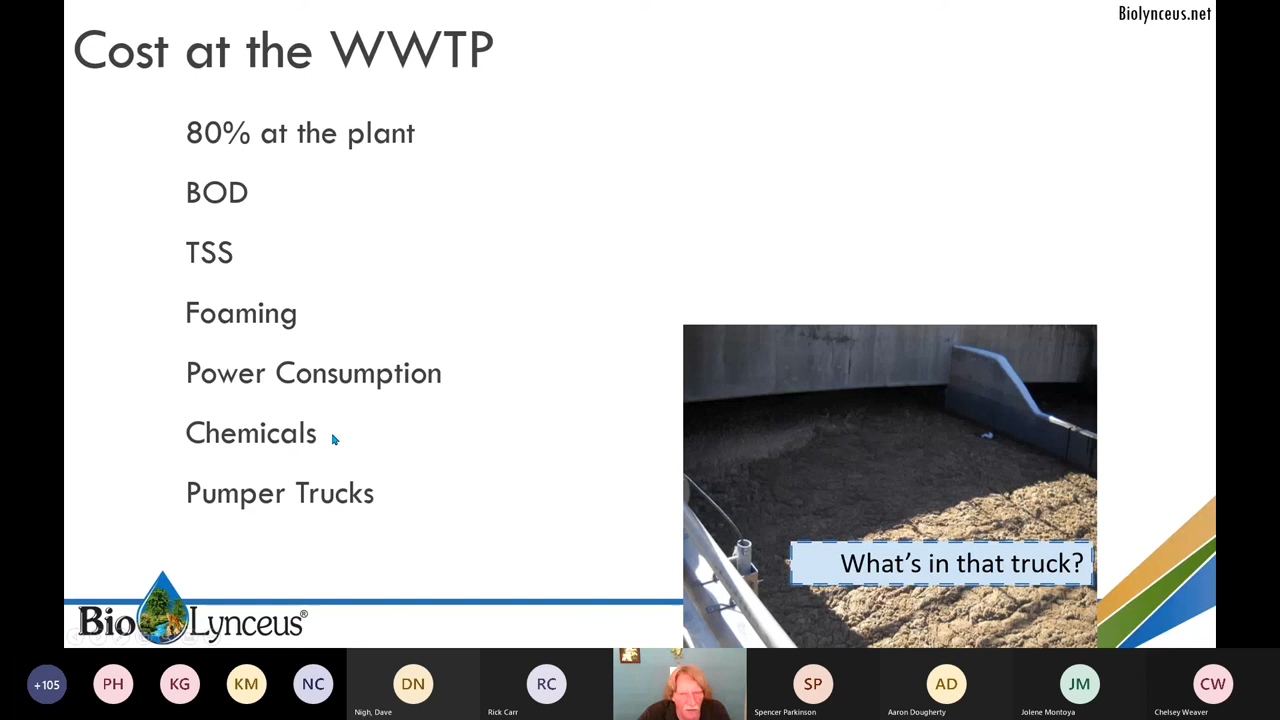 Biolynceus.net
Cost at the WWTP
80% at the plant
BOD
TSS
Foaming
Power Consumption
Chemicals
Pumper Trucks
What's in that truck?
Bio Lynceus®
+105
PH
KG
KM
NC
DN
RC
SP
AD
JM
CW
Nigh, Dave
Rick Carr
Spencer Parkinson
Aaron Dougherty
Jolene Montoya
Chelsey Weaver